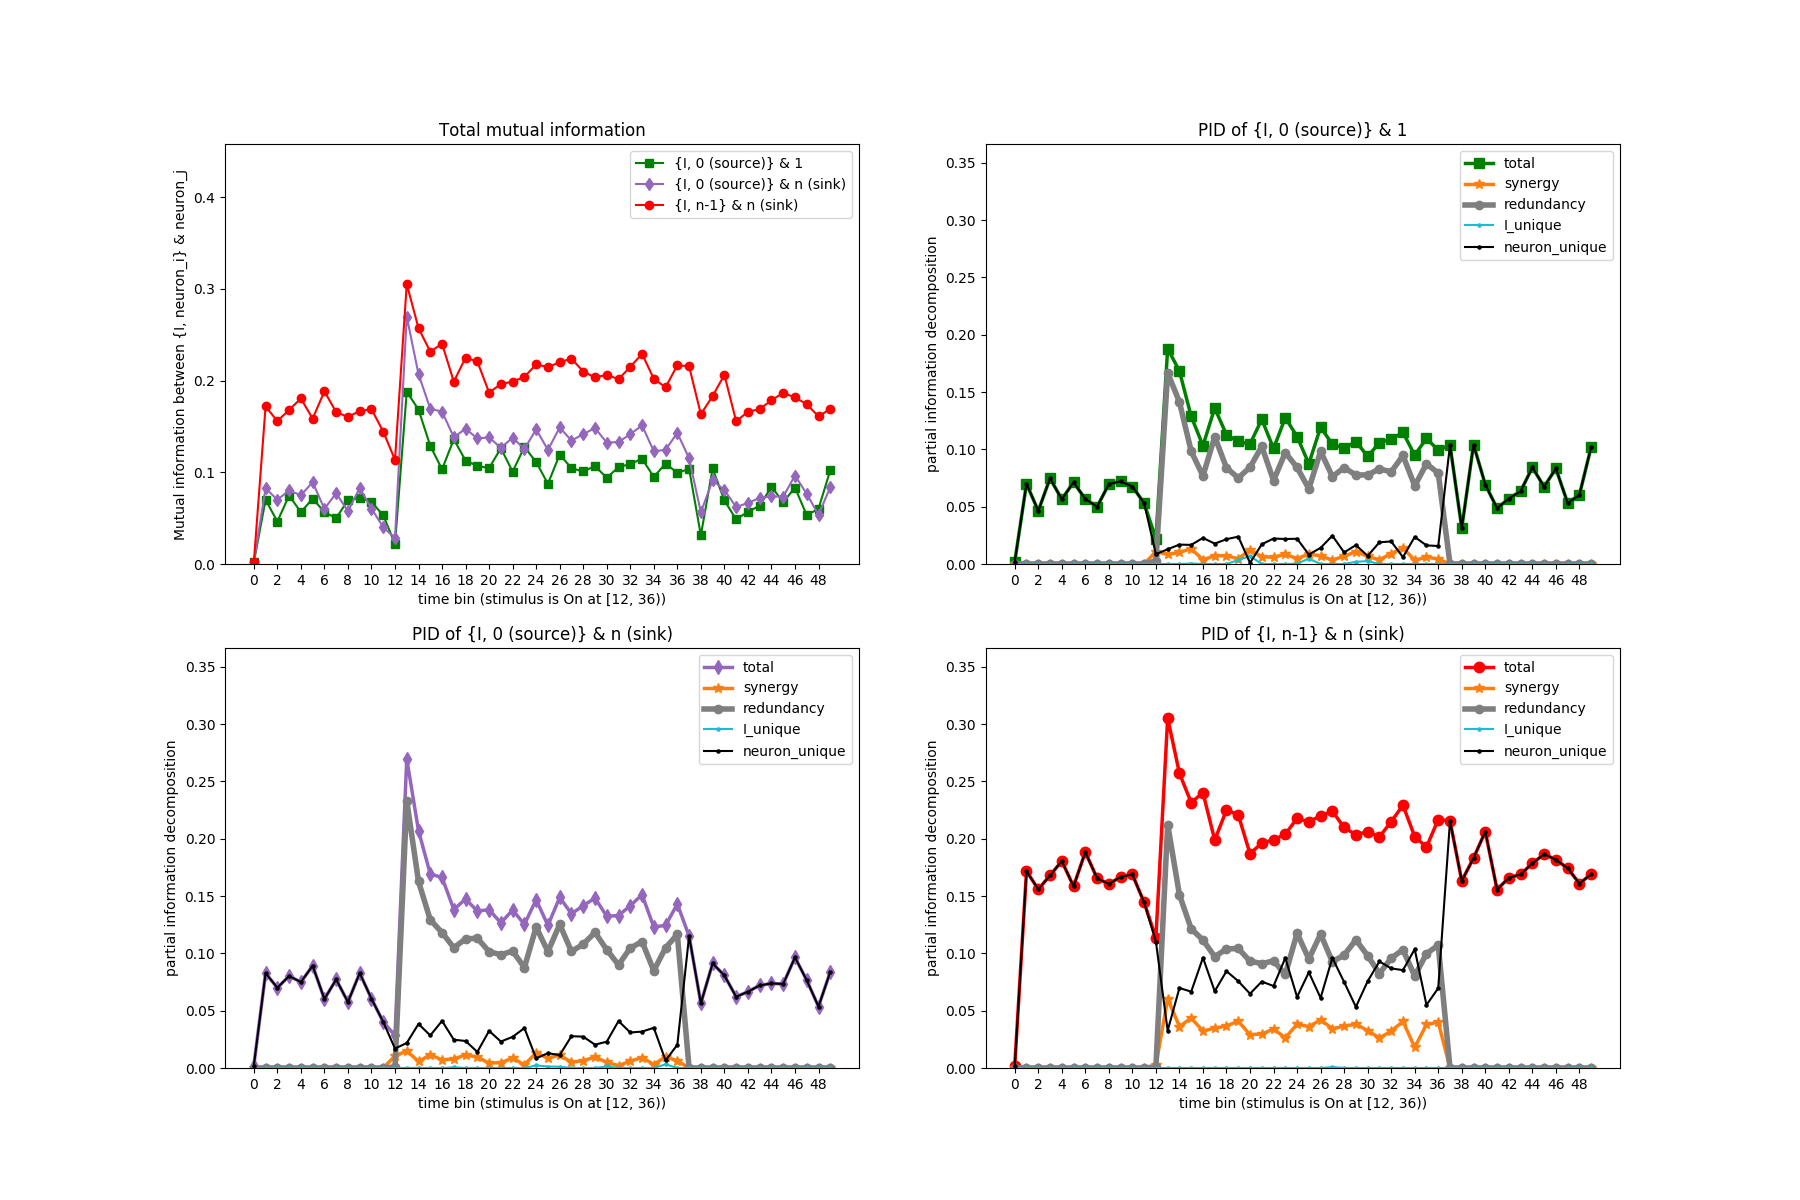 Total mutual information
Mutual information between {I, neuron_i} & neuron_j
0.4
0.3
0.2
0.1
0.0
{I, 0 (source)} & 1
{I, 0 (source)} & n (sink)
{I, n-1} & n (sink)
0 2 4 6 8 10 12 14 16 18 20 22 24 26 28 30 32 34 36 38 40 42 44 46 48
time bin (stimulus is On at [12, 36))
PID of {I, 0 (source)} & 1
partial information decomposition
0.35
0.30
0.25
0.20
0.15
0.10
0.05
0.00
total
synergy
redundancy
I_unique
neuron_unique
0 2 4 6 8 10 12 14 16 18 20 22 24 26 28 30 32 34 36 38 40 42 44 46 48
time bin (stimulus is On at [12, 36))
PID of {I, 0 (source)} & n (sink)
partial information decomposition
0.35
0.30
0.25
0.20
0.15
0.10
0.05
0.00
total
synergy
redundancy
I_unique
neuron_unique
0 2 4 6 8 10 12 14 16 18 20 22 24 26 28 30 32 34 36 38 40 42 44 46 48
time bin (stimulus is On at [12, 36))
PID of {I, n-1} & n (sink)
partial information decomposition
0.35
0.30
0.25
0.20
0.15
0.10
0.05
0.00
total
synergy
redundancy
I_unique
neuron_unique
0 2 4 6 8 10 12 14 16 18 20 22 24 26 28 30 32 34 36 38 40 42 44 46 48
time bin (stimulus is On at [12, 36))